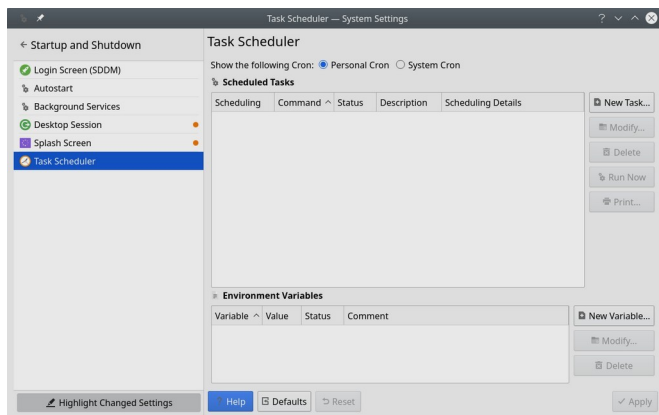 Task Scheduler — System Settings
Startup and Shutdown
Login Screen (SDDM)
Autostart
Background Services
Desktop Session
Splash Screen
Task Scheduler
Highlight Changed Settings
Task Scheduler
Show the following Cron: Personal Cron System Cron
Scheduled Tasks
Scheduling Command Status Description Scheduling Details
New Task...
Modify...
Delete
Run Now
Print...
Environment Variables
Variable Value Status Comment
New Variable...
Modify...
Delete
Help Defaults Reset Apply